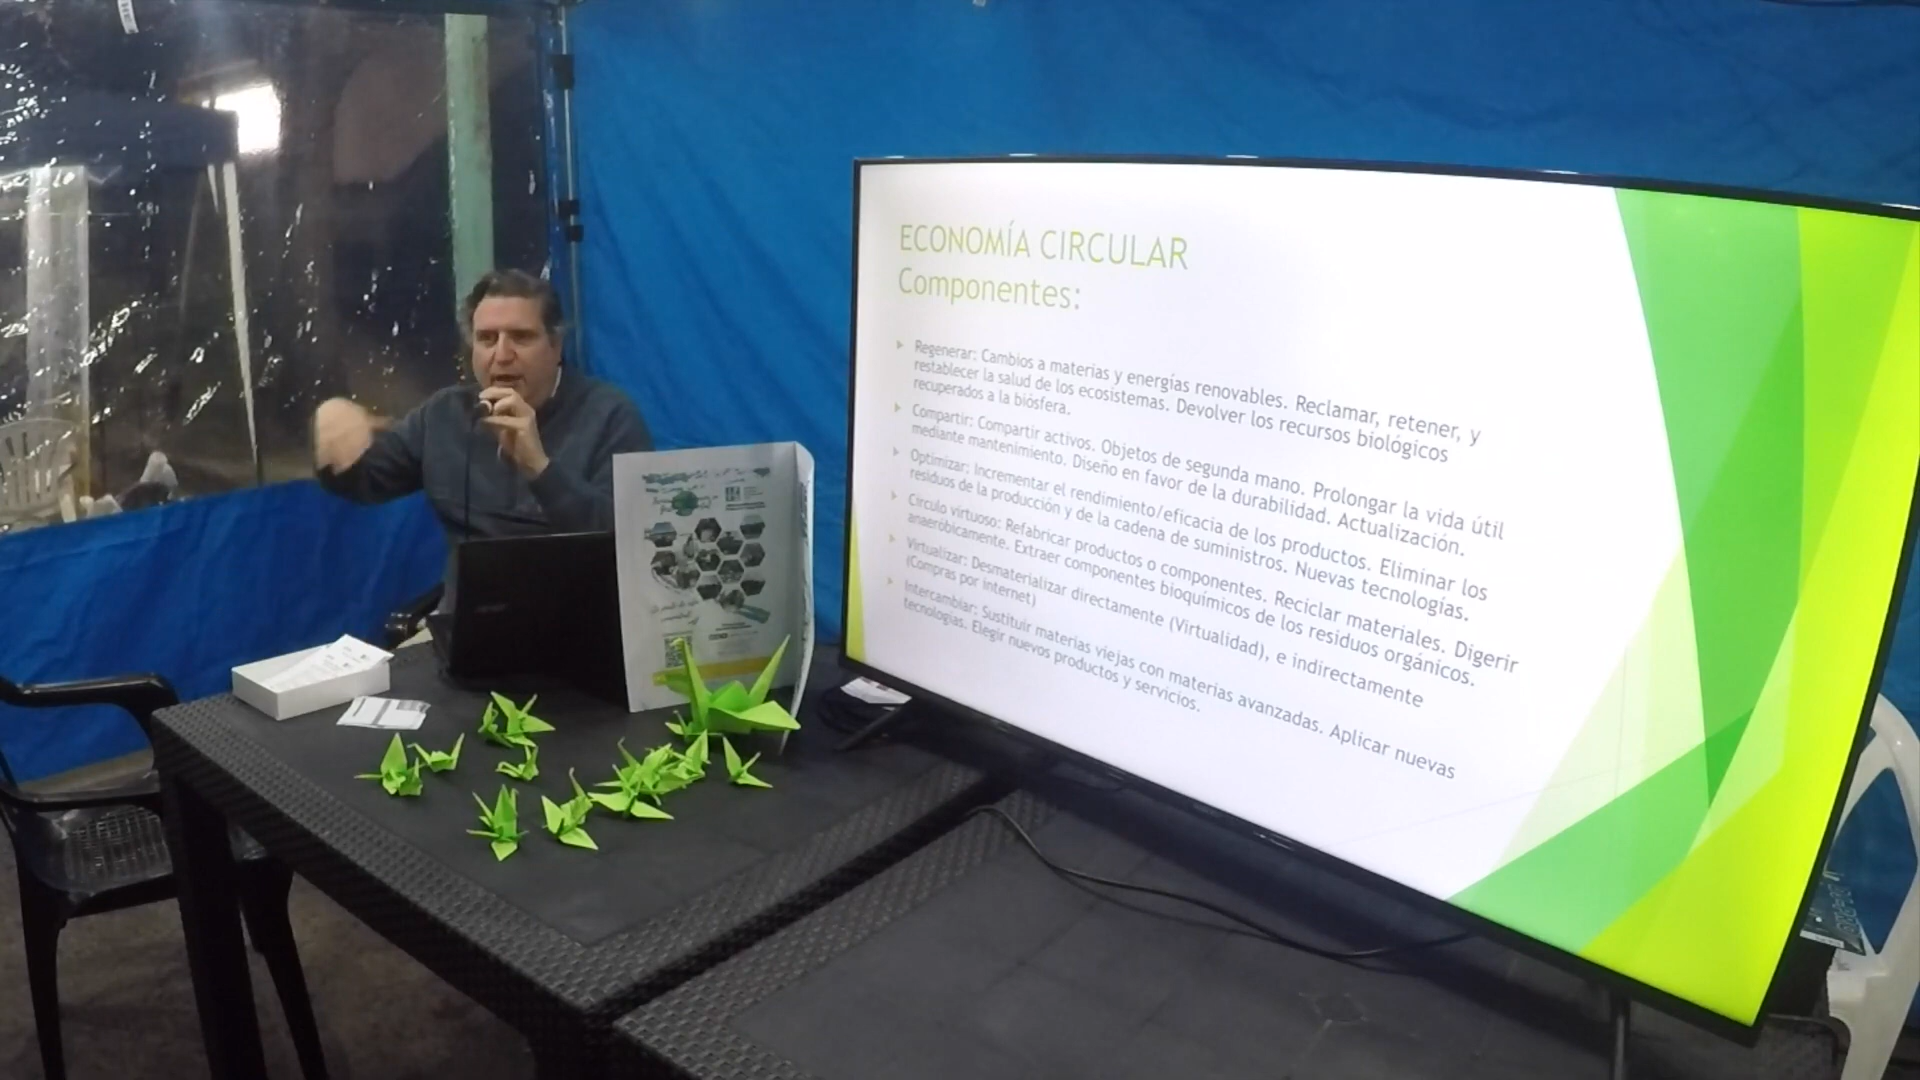 ECONOMÍA CIRCULAR
Componentes:
Regenerar: Cambios a materias y energías renovables. Reclamar, retener, y
restablecer la salud de los ecosistemas. Devolver los recursos biológicos
recuperados a la biósfera.
Compartir: Compartir activos. Objetos de segunda mano. Prolongar la vida útil
mediante mantenimiento. Diseño en favor de la durabilidad. Actualización.
Optimizar: Incrementar el rendimiento/eficacia de los productos. Eliminar los
residuos de la producción y de la cadena de suministros. Nuevas tecnologías.
Circulo virtuoso: Refabricar productos o componentes. Reciclar materiales. Digerir
anaeróbicamente. Extraer componentes bioquímicos de los residuos orgánicos.
Virtualizar: Desmaterializar directamente (Virtualidad), e indirectamente
(Compras por internet)
Intercambiar: Sustituir materias viejas con materias avanzadas. Aplicar nuevas
tecnologías. Elegir nuevos productos y servicios.